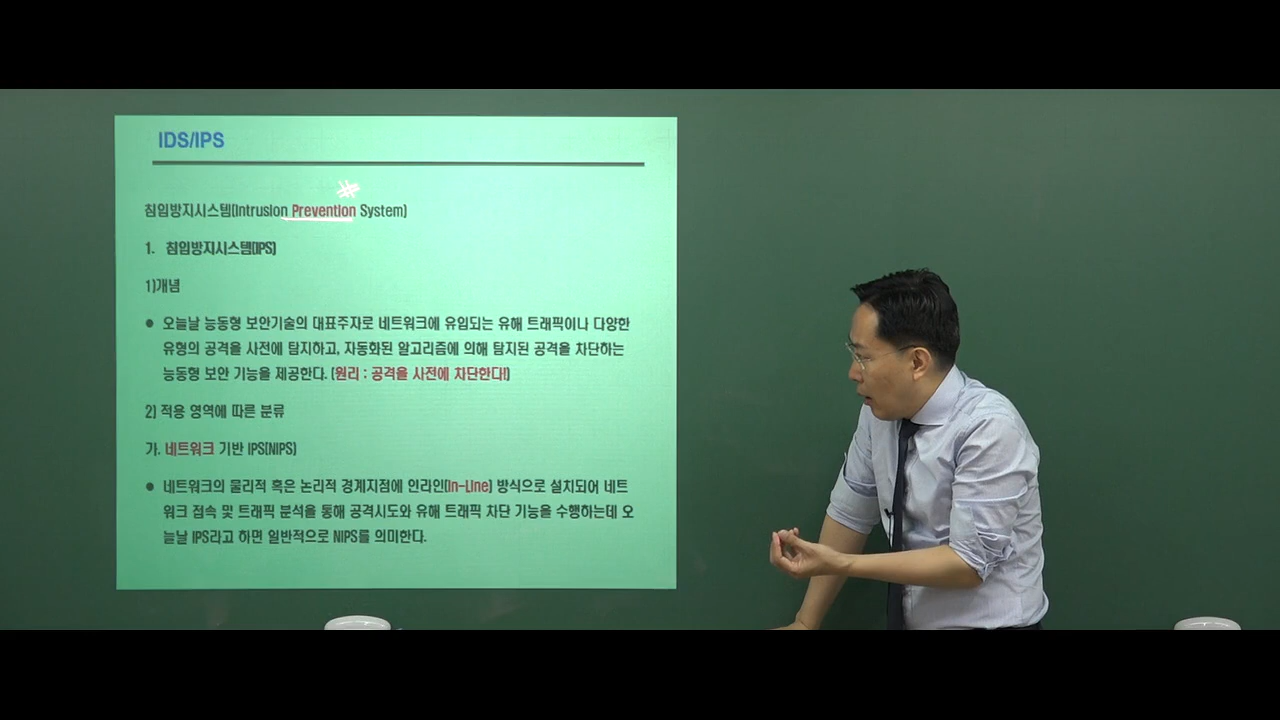 IDS/IPS
침입방지시스템(Intrusion Prevention System)
1. 침입방지시스템(IPS)
1)개념
● 오늘날 능동형 보안기술의 대표주자로 네트워크에 유입되는 유해 트래픽이나 다양한
유형의 공격을 사전에 탐지하고, 자동화된 알고리즘에 의해 탐지된 공격을 차단하는
능동형 보안 기능을 제공한다. (원리 : 공격을 사전에 차단한다!)
2) 적용 영역에 따른 분류
가. 네트워크 기반 IPS(NIPS)
● 네트워크의 물리적 혹은 논리적 경계지점에 인라인(In-Line) 방식으로 설치되어 네트
워크 접속 및 트래픽 분석을 통해 공격시도와 유해 트래픽 차단 기능을 수행하는데 오
늘날 IPS라고 하면 일반적으로 NIPS를 의미한다.